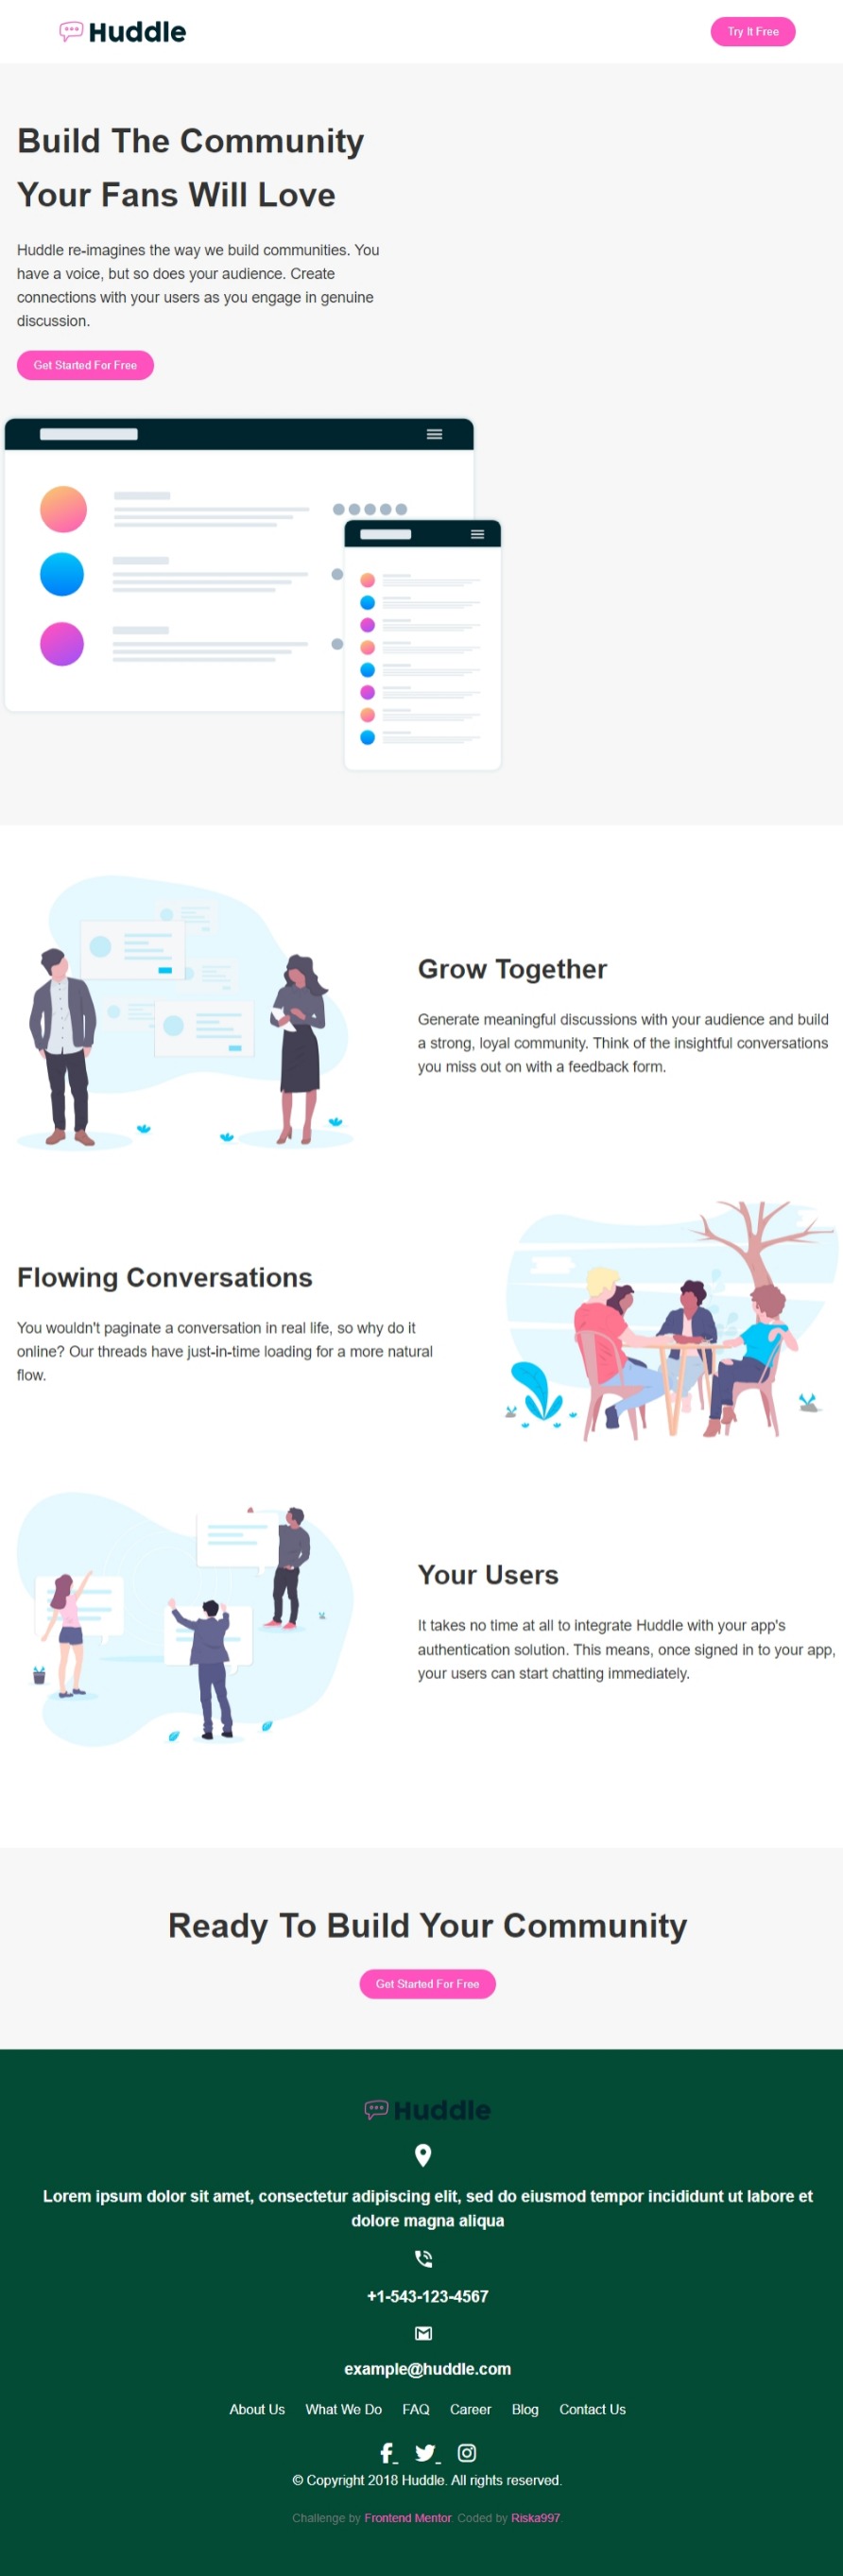 Huddle
Try It Free
Build The Community
Your Fans Will Love
Huddle re-imagines the way we build communities. You
have a voice, but so does your audience. Create
connections with your users as you engage in genuine
discussion.
Get Started For Free
Grow Together
Generate meaningful discussions with your audience and build
a strong, loyal community. Think of the insightful conversations
you miss out on with a feedback form.
Flowing Conversations
You wouldn't paginate a conversation in real life, so why do it
online? Our threads have just-in-time loading for a more natural
flow.
Your Users
It takes no time at all to integrate Huddle with your app's
authentication solution. This means, once signed in to your app,
your users can start chatting immediately.
Ready To Build Your Community
Get Started For Free
Huddle
Lorem ipsum dolor sit amet, consectetur adipiscing elit, sed do eiusmod tempor incididunt ut labore et
dolore magna aliqua
+1-543-123-4567
example@huddle.com
About Us What We Do FAQ Career Blog Contact Us
© Copyright 2018 Huddle. All rights reserved.
Challenge by Frontend Mentor. Coded by Riska997.